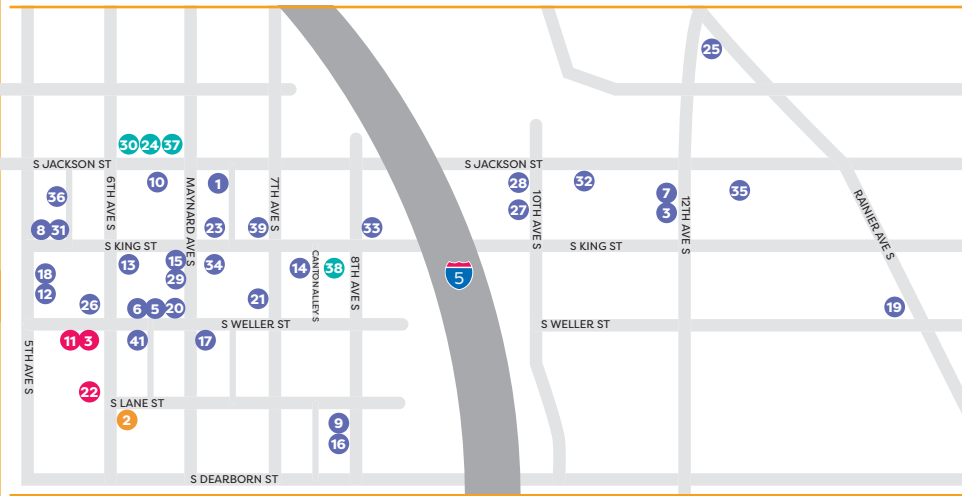 25
30 24 37
S JACKSON ST
S JACKSON ST
36
10
1
28
32
7
35
3
27
6TH AVE S
MAYNARD AVE S
7TH AVE S
10TH AVE S
12TH AVE S
RAINIER AVE S
8 31
23
39
33
S KING ST
S KING ST
18
13
15
34
14
38
29
12
CANTON ALLEY S
8TH AVE S
5
26
6 5 20
21
19
S WELLER ST
S WELLER ST
11 3
41
17
5TH AVE S
22
S LANE ST
2
9
16
S DEARBORN ST